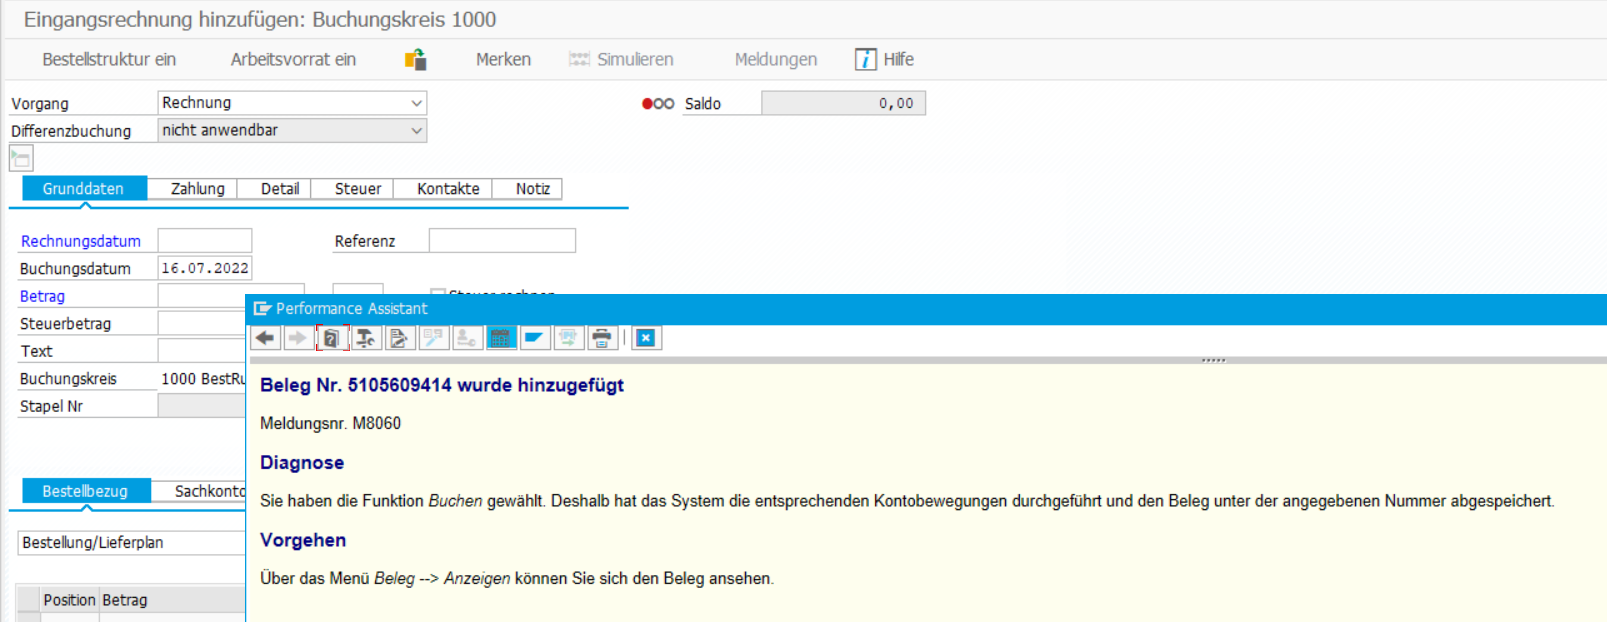 Eingangsrechnung hinzufügen: Buchungskreis 1000
Bestellstruktur ein Arbeitsvorrat ein Merken Simulieren Meldungen Hilfe
Vorgang Rechnung Saldo 0,00
Differenzbuchung nicht anwendbar
Grunddaten Zahlung Detail Steuer Kontakte Notiz
Rechnungsdatum Referenz
Buchungsdatum 16.07.2022
Betrag
Performance Assistant
Steuerbetrag
Text
Buchungskreis 1000 BestRu
Stapel Nr
Beleg Nr. 5105609414 wurde hinzugefügt
Meldungsnr. M8060
Diagnose
Sie haben die Funktion Buchen gewählt. Deshalb hat das System die entsprechenden Kontobewegungen durchgeführt und den Beleg unter der angegebenen Nummer abgespeichert.
Vorgehen
Über das Menü Beleg --> Anzeigen können Sie sich den Beleg ansehen.
Bestellbezug Sachkonto
Bestellung/Lieferplan
Position Betrag